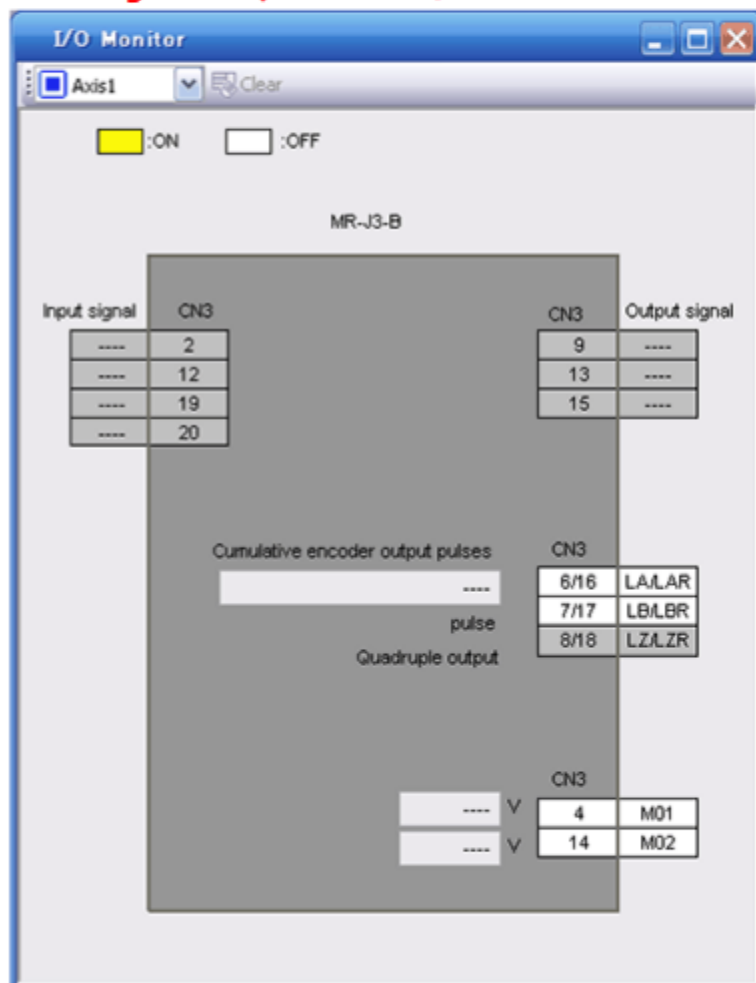 I/O Monitor
Axis1 Clear
:ON :OFF
MR-J3-B
Input signal CN3 CN3 Output signal
---- 2 9 ----
---- 12 13 ----
---- 19 15 ----
---- 20
Cumulative encoder output pulses CN3
---- 6/16 LA/LAR
pulse 7/17 LB/LBR
Quadruple output 8/18 LZ/LZR
CN3
---- V 4 M01
---- V 14 M02